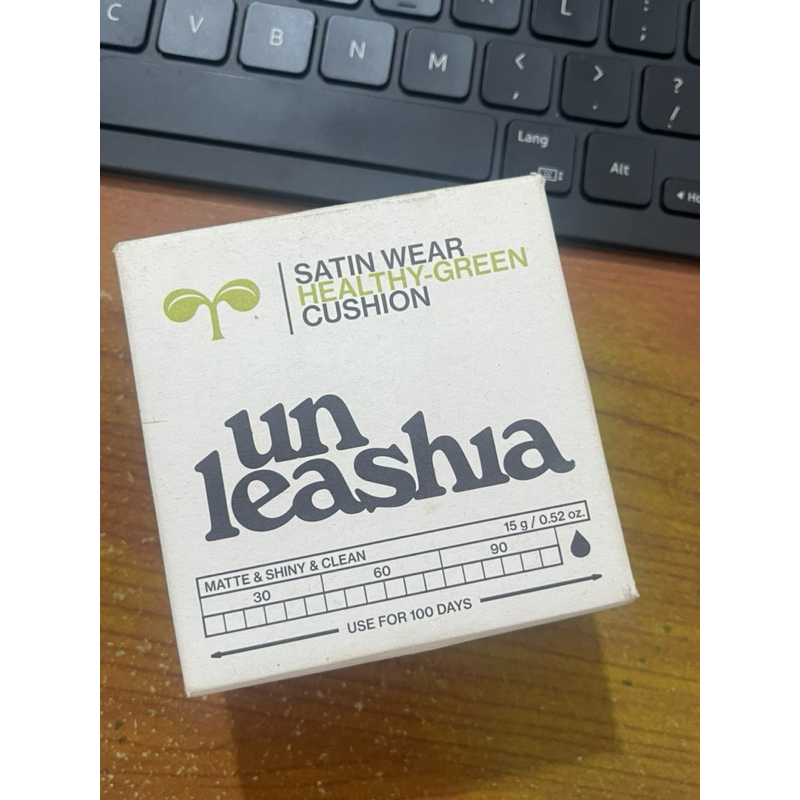 C V B N M < , > . ? /
L : ;
Lang Alt
SATIN WEAR
HEALTHY-GREEN
CUSHION
un
leashia
15 g / 0.52 oz.
MATTE & SHINY & CLEAN
30 60 90
USE FOR 100 DAYS